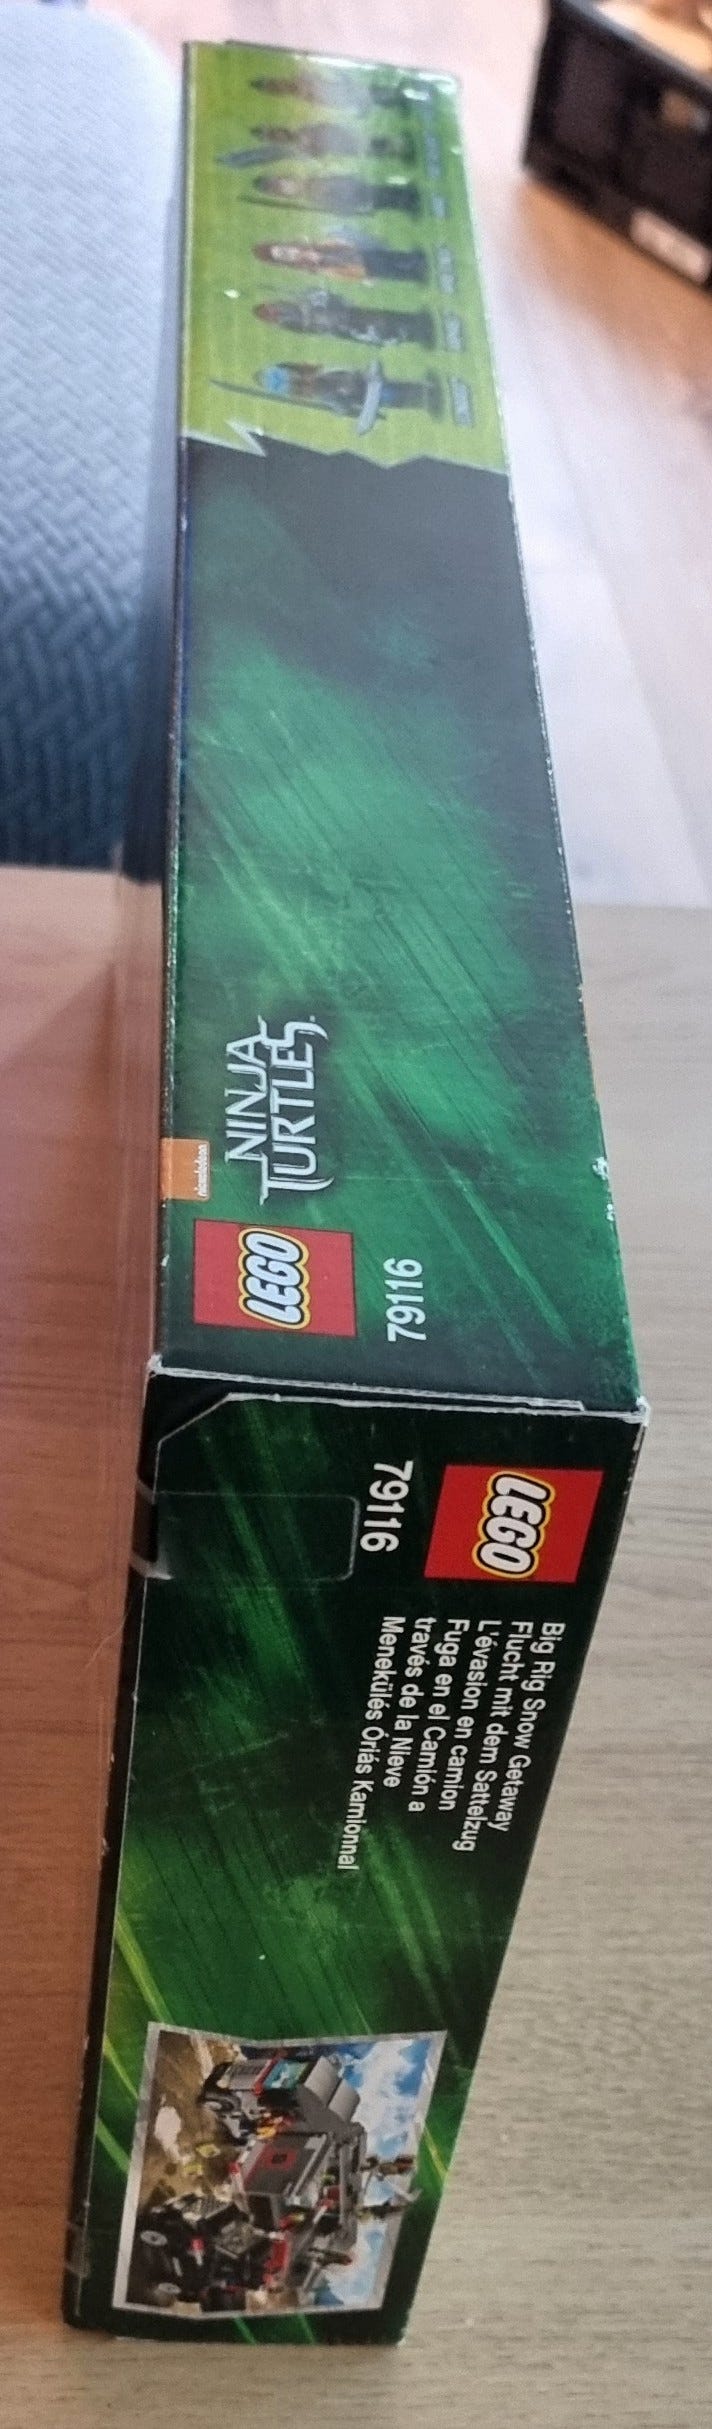 nickelodeon
NINJA
TURTLES
LEGO
79116
LEGO
79116
Big Rig Snow Getaway
Flucht mit dem Sattelzug
L'évasion en camion
Fuga en el Camión a
través de la Nieve
Menekülés Óriás Kamionnal